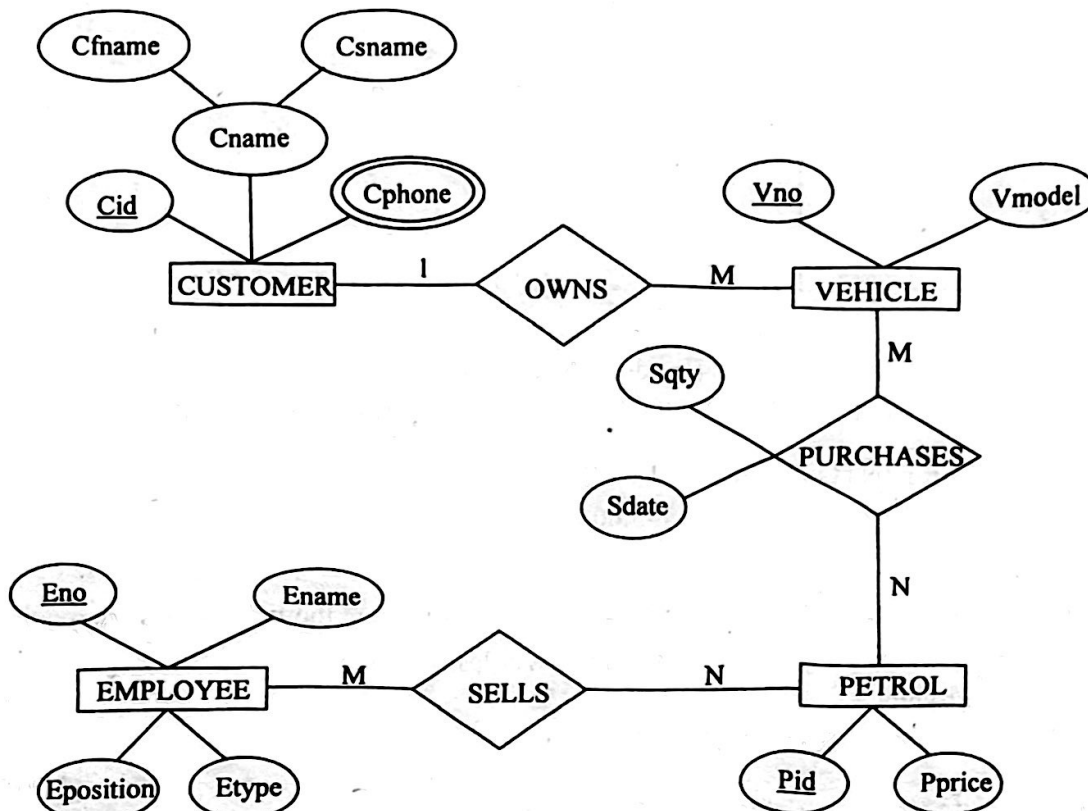 Cfname Csname
Cname
Cid Cphone
Vno Vmodel
CUSTOMER 1 OWNS M VEHICLE
M
Sqty
PURCHASES
Sdate
N
Eno Ename
EMPLOYEE M SELLS N PETROL
Eposition Etype Pid Pprice